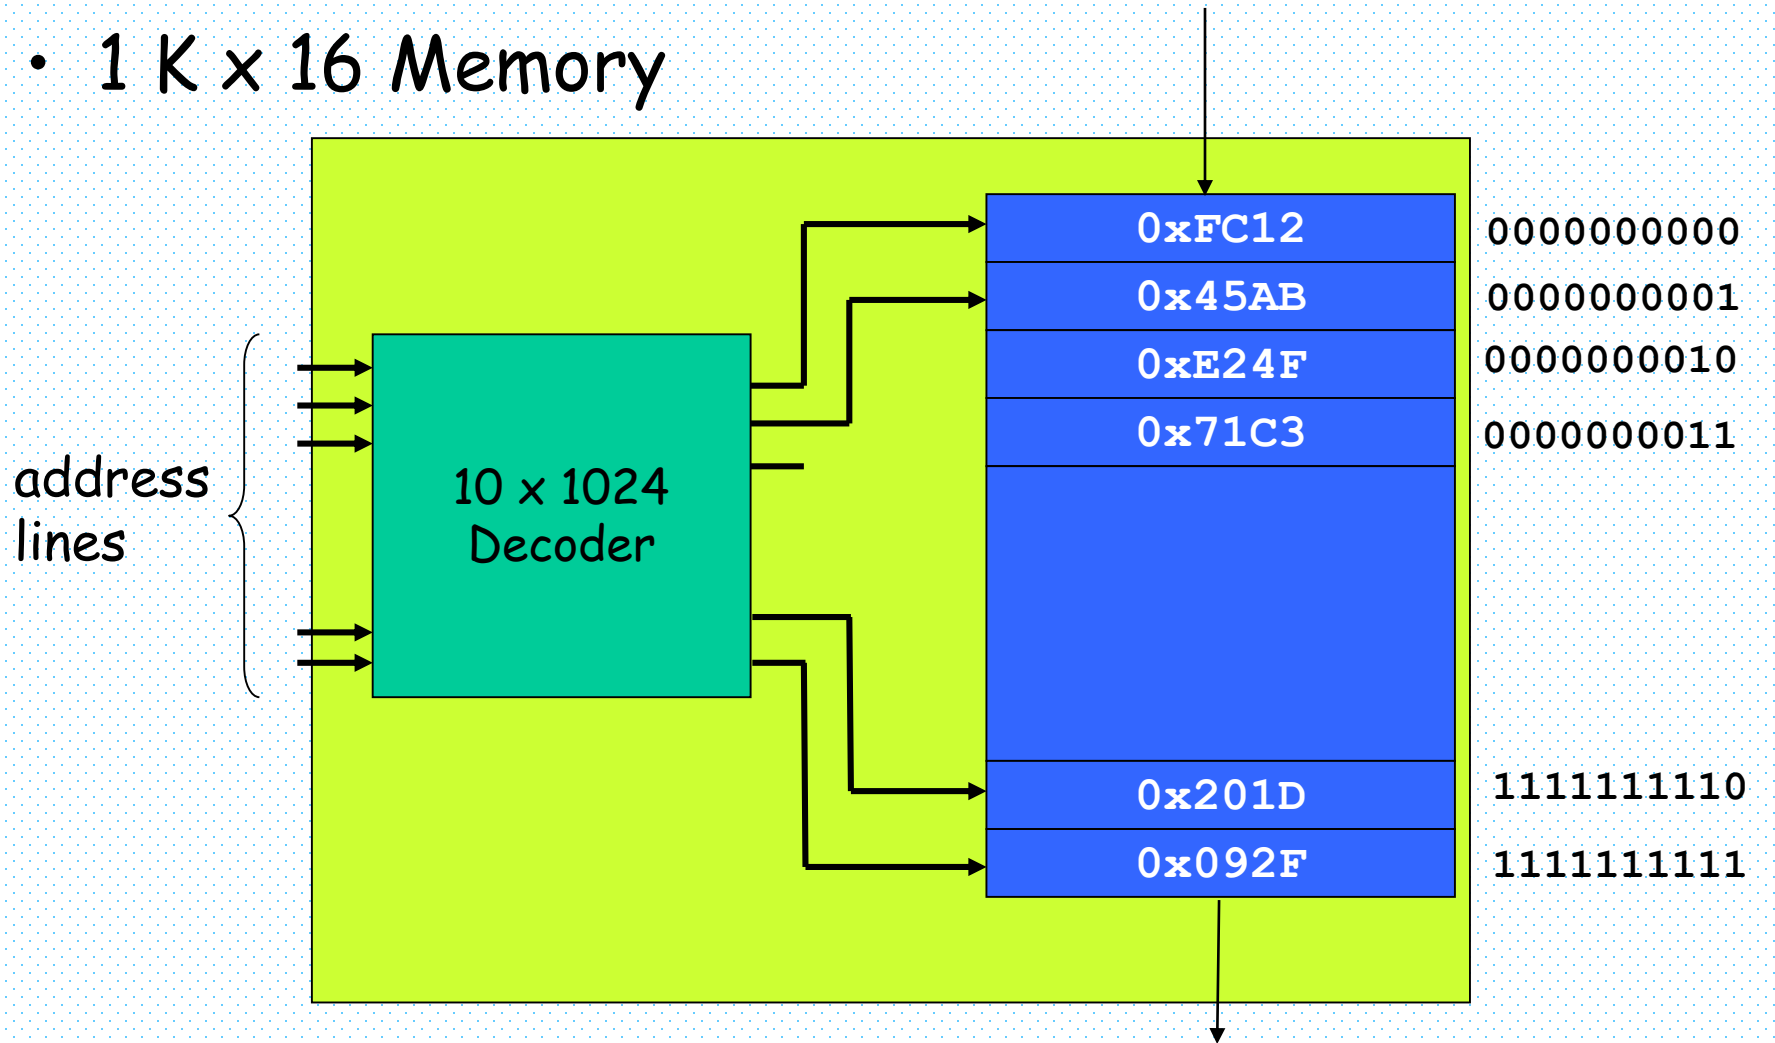 • 1 K x 16 Memory
0xFC12 0000000000
0x45AB 0000000001
0xE24F 0000000010
0x71C3 0000000011
address
lines
10 x 1024
Decoder
0x201D 1111111110
0x092F 1111111111